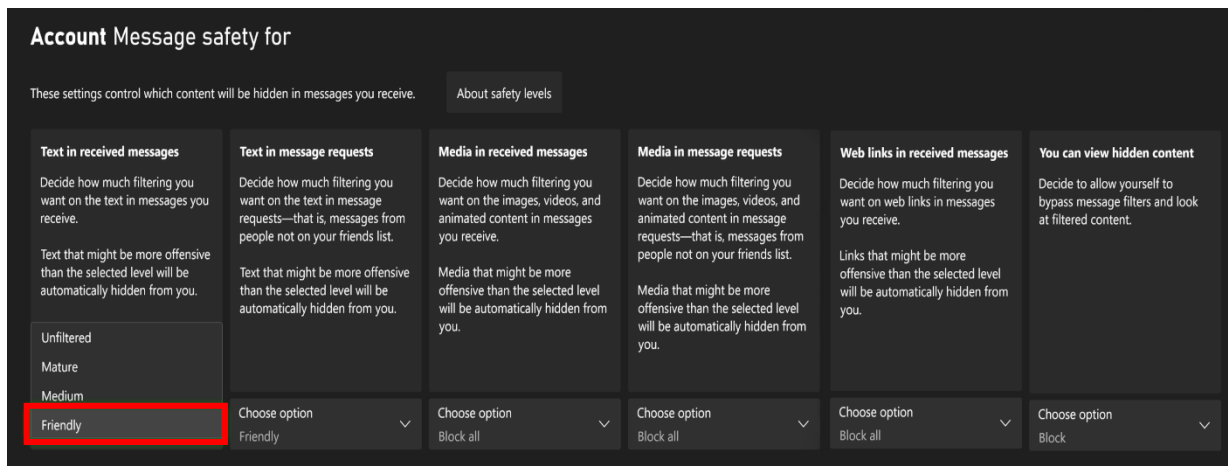 Account Message safety for
These settings control which content will be hidden in messages you receive.
About safety levels
Text in received messages
Decide how much filtering you
want on the text in messages you
receive.
Text that might be more offensive
than the selected level will be
automatically hidden from you.
Unfiltered
Mature
Medium
Friendly
Text in message requests
Decide how much filtering you
want on the text in message
requests—that is, messages from
people not on your friends list.
Text that might be more offensive
than the selected level will be
automatically hidden from you.
Choose option
Friendly
Media in received messages
Decide how much filtering you
want on the images, videos, and
animated content in messages
you receive.
Media that might be more
offensive than the selected level
will be automatically hidden from
you.
Choose option
Block all
Media in message requests
Decide how much filtering you
want on the images, videos, and
animated content in message
requests—that is, messages from
people not on your friends list.
Media that might be more
offensive than the selected level
will be automatically hidden from
you.
Choose option
Block all
Web links in received messages
Decide how much filtering you
want on web links in messages
you receive.
Links that might be more
offensive than the selected level
will be automatically hidden from
you.
Choose option
Block all
You can view hidden content
Decide to allow yourself to
bypass message filters and look
at filtered content.
Choose option
Block